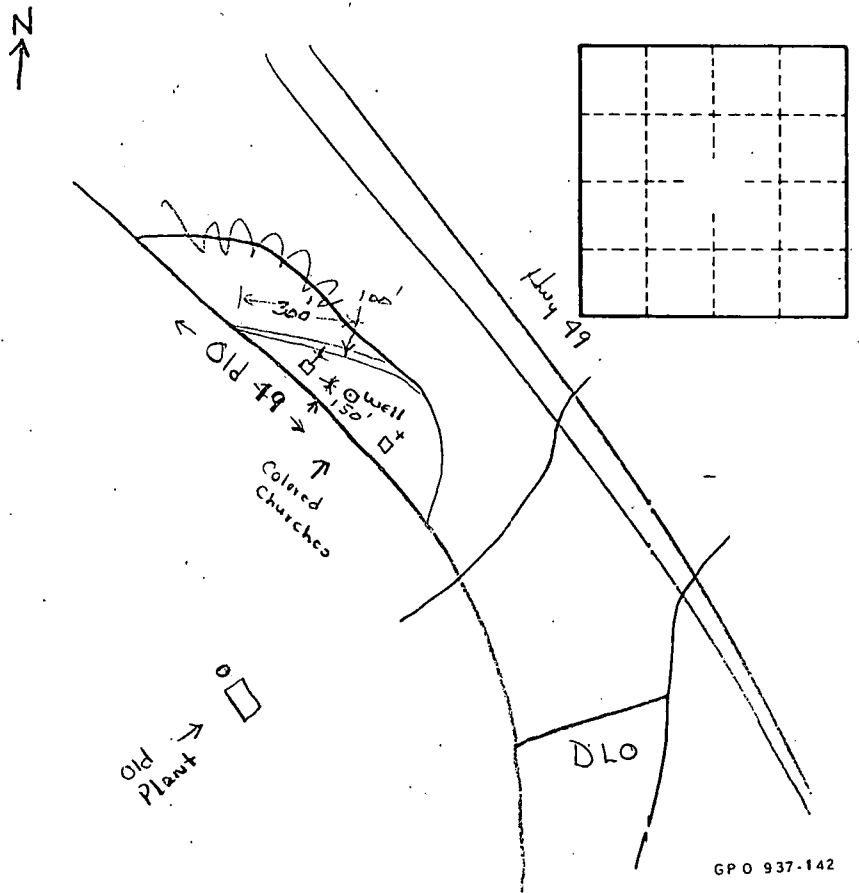 N
Hwy 49
100'
300
Old 49
well
150'
Colored
Churches
Old
Plant
DLO
GPO 937-142